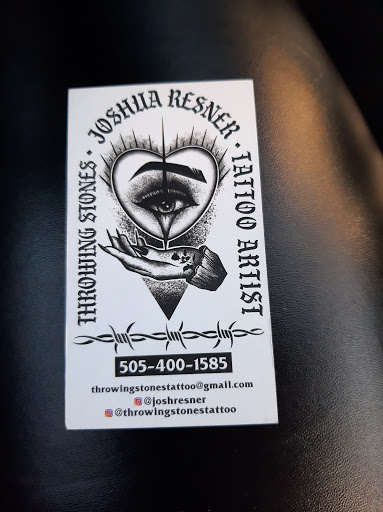 THROWING STONES • JOSHUA RESNER • TATTOO ARTIST
505-400-1585
throwingstonestattoo@gmail.com
@joshresner
@throwingstonestattoo